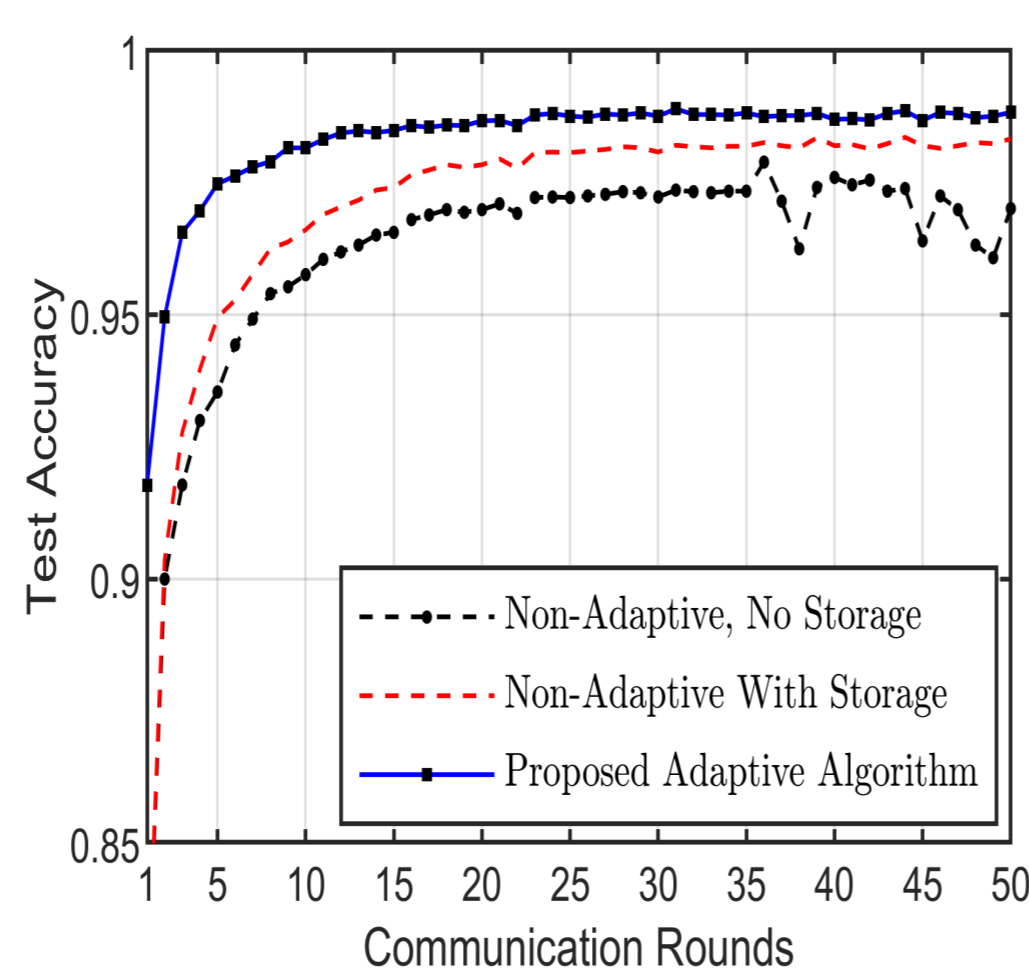 1
0.95
0.9
0.85
Test Accuracy
Non-Adaptive, No Storage
Non-Adaptive With Storage
Proposed Adaptive Algorithm
1 5 10 15 20 25 30 35 40 45 50
Communication Rounds